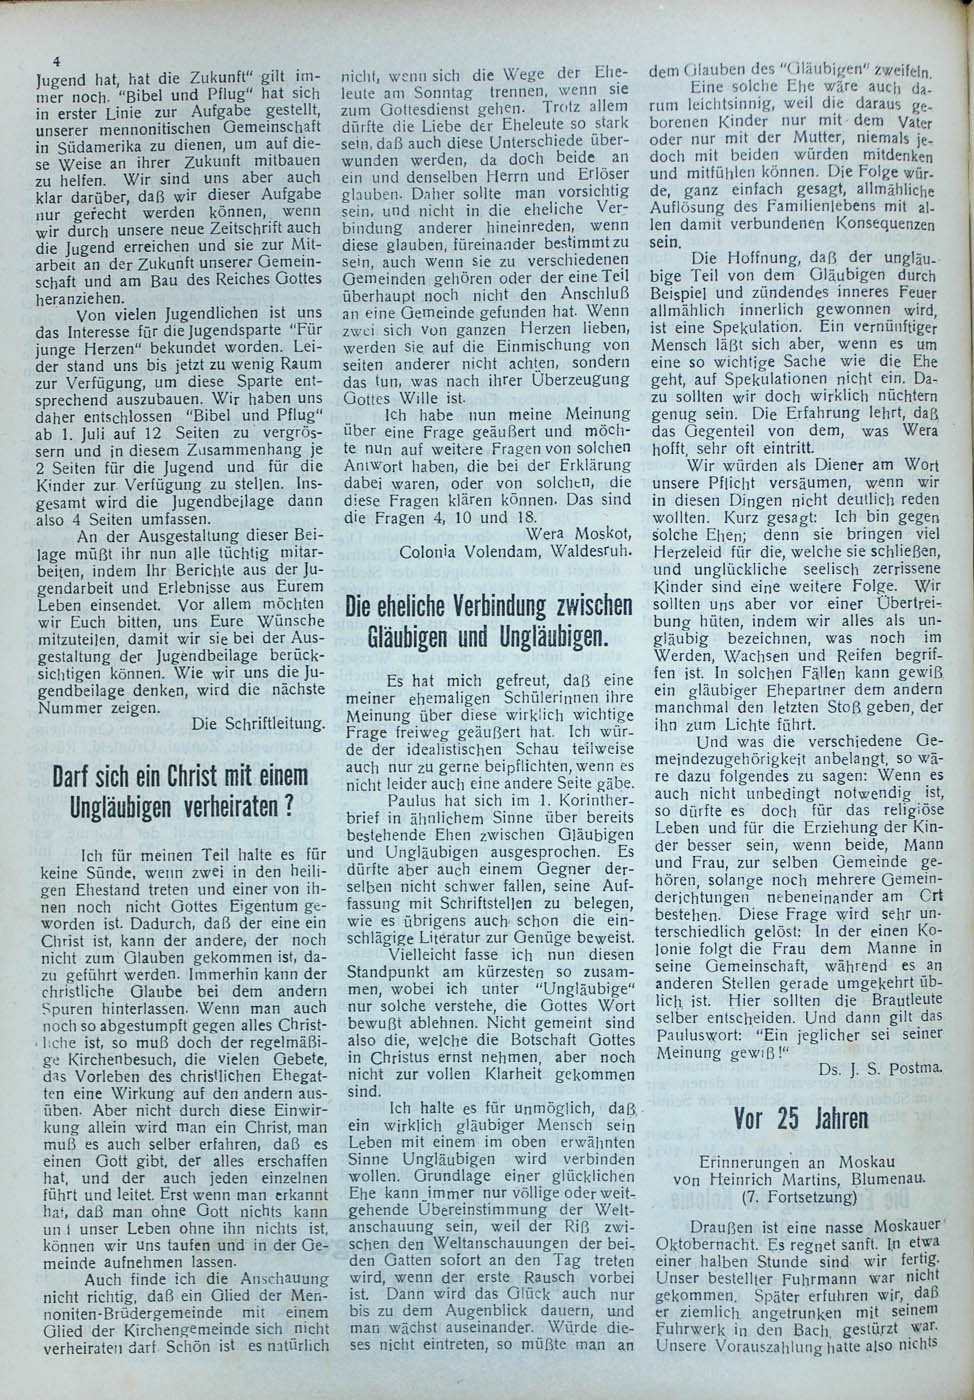 4
Jugend hat, hat die Zukunft“ gilt im-
mer noch. “Bibel und Pflug“ hat sich
in erster Linie zur Aufgabe gestellt,
unserer mennonitischen Gemeinschaft
in Südamerika zu dienen, um auf die-
se Weise an ihrer Zukunft mitbauen
zu helfen. Wir sind uns aber auch
klar darüber, daß wir dieser Aufgabe
nur gerecht werden können, wenn
wir durch unsere neue Zeitschrift auch
die Jugend erreichen und sie zur Mit-
arbeit an der Zukunft unserer Gemein-
schaft und am Bau des Reiches Gottes
heranziehen.
Von vielen Jugendlichen ist uns
das Interesse für die Jugendsparte “Für
junge Herzen“ bekundet worden. Lei-
der stand uns bis jetzt zu wenig Raum
zur Verfügung, um diese Sparte ent-
sprechend auszubauen. Wir haben uns
daher entschlossen “Bibel und Pflug“
ab 1. Juli auf 12 Seiten zu vergrös-
sern und in diesem Zusammenhang je
2 Seiten für die Jugend und für die
Kinder zur Verfügung zu stellen. Ins-
gesamt wird die Jugendbeilage dann
also 4 Seiten umfassen.
An der Ausgestaltung dieser Bei-
lage müßt ihr nun alle tüchtig mitar-
beiten, indem Ihr Berichte aus der Ju-
gendarbeit und Erlebnisse aus Eurem
Leben einsendet. Vor allem möchten
wir Euch bitten, uns Eure Wünsche
mitzuteilen, damit wir sie bei der Aus-
gestaltung der Jugendbeilage berück-
sichtigen können. Wie wir uns die Ju-
gendbeilage denken, wird die nächste
Nummer zeigen.
Die Schriftleitung.
Darf sich ein Christ mit einem
Ungläubigen verheiraten ?
Ich für meinen Teil halte es für
keine Sünde, wenn zwei in den heili-
gen Ehestand treten und einer von ih-
nen noch nicht Gottes Eigentum ge-
worden ist. Dadurch, daß der eine ein
Christ ist, kann der andere, der noch
nicht zum Glauben gekommen ist, da-
zu geführt werden. Immerhin kann der
christliche Glaube bei dem andern
Spuren hinterlassen. Wenn man auch
noch so abgestumpft gegen alles Christ-
liche ist, so muß doch der regelmäßi-
ge Kirchenbesuch, die vielen Gebete,
das Vorleben des christlichen Ehegat-
ten eine Wirkung auf den andern aus-
üben. Aber nicht durch diese Einwir-
kung allein wird man ein Christ, man
muß es auch selber erfahren, daß es
einen Gott gibt, der alles erschaffen
hat, und der auch jeden einzelnen
führt und leitet. Erst wenn man erkannt
hat, daß man ohne Gott nichts kann
und unser Leben ohne ihn nichts ist,
können wir uns taufen und in der Ge-
meinde aufnehmen lassen.
Auch finde ich die Anschauung
nicht richtig, daß ein Glied der Men-
noniten-Brüdergemeinde mit einem
Glied der Kirchengemeinde sich nicht
verheiraten darf. Schön ist es natürlich
nicht, wenn sich die Wege der Ehe-
leute am Sonntag trennen, wenn sie
zum Gottesdienst gehen. Trotz allem
dürfte die Liebe der Eheleute so stark
sein, daß auch diese Unterschiede über-
wunden werden, da doch beide an
ein und denselben Herrn und Erlöser
glauben. Daher sollte man vorsichtig
sein, und nicht in die eheliche Ver-
bindung anderer hineinreden, wenn
diese glauben, füreinander bestimmt zu
sein, auch wenn sie zu verschiedenen
Gemeinden gehören oder der eine Teil
überhaupt noch nicht den Anschluß
an eine Gemeinde gefunden hat. Wenn
zwei sich von ganzen Herzen lieben,
werden sie auf die Einmischung von
seiten anderer nicht achten, sondern
das tun, was nach ihrer Überzeugung
Gottes Wille ist.
Ich habe nun meine Meinung
über eine Frage geäußert und möch-
te nun auf weitere Fragen von solchen
Antwort haben, die bei der Erklärung
dabei waren, oder von solchen, die
diese Fragen klären können. Das sind
die Fragen 4, 10 und 18.
Wera Moskot,
Colonia Volendam, Waldesruh.
Die eheliche Verbindung zwischen
Gläubigen und Ungläubigen.
Es hat mich gefreut, daß eine
meiner ehemaligen Schülerinnen ihre
Meinung über diese wirklich wichtige
Frage freiweg geäußert hat. Ich wür-
de der idealistischen Schau teilweise
auch nur zu gerne beipflichten, wenn es
nicht leider auch eine andere Seite gäbe.
Paulus hat sich im 1. Korinther-
brief in ähnlichem Sinne über bereits
bestehende Ehen zwischen Gläubigen
und Ungläubigen ausgesprochen. Es
dürfte aber auch einem Gegner der-
selben nicht schwer fallen, seine Auf-
fassung mit Schriftstellen zu belegen,
wie es übrigens auch schon die ein-
schlägige Literatur zur Genüge beweist.
Vielleicht fasse ich nun diesen
Standpunkt am kürzesten so zusam-
men, wobei ich unter “Ungläubige“
nur solche verstehe, die Gottes Wort
bewußt ablehnen. Nicht gemeint sind
also die, welche die Botschaft Gottes
in Christus ernst nehmen, aber noch
nicht zur vollen Klarheit gekommen
sind.
Ich halte es für unmöglich, daß
ein wirklich gläubiger Mensch sein
Leben mit einem im oben erwähnten
Sinne Ungläubigen wird verbinden
wollen. Grundlage einer glücklichen
Ehe kann immer nur völlige oder weit-
gehende Übereinstimmung der Welt-
anschauung sein, weil der Riß zwi-
schen den Weltanschauungen der bei-
den Gatten sofort an den Tag treten
wird, wenn der erste Rausch vorbei
ist. Dann wird das Glück auch nur
bis zu dem Augenblick dauern, und
man wächst auseinander. Würde die-
ses nicht eintreten, so müßte man an
dem Glauben des “Gläubigen“ zweifeln.
Eine solche Ehe wäre auch da-
rum leichtsinnig, weil die daraus ge-
borenen Kinder nur mit dem Vater
oder nur mit der Mutter, niemals je-
doch mit beiden würden mitdenken
und mitfühlen können. Die Folge wür-
de, ganz einfach gesagt, allmähliche
Auflösung des Familienlebens mit al-
len damit verbundenen Konsequenzen
sein.
Die Hoffnung, daß der ungläu-
bige Teil von dem Gläubigen durch
Beispiel und zündendes inneres Feuer
allmählich innerlich gewonnen wird,
ist eine Spekulation. Ein vernünftiger
Mensch läßt sich aber, wenn es um
eine so wichtige Sache wie die Ehe
geht, auf Spekulationen nicht ein. Da-
zu sollten wir doch wirklich nüchtern
genug sein. Die Erfahrung lehrt, daß
das Gegenteil von dem, was Wera
hofft, sehr oft eintritt.
Wir würden als Diener am Wort
unsere Pflicht versäumen, wenn wir
in diesen Dingen nicht deutlich reden
wollten. Kurz gesagt: Ich bin gegen
solche Ehen; denn sie bringen viel
Herzeleid für die, welche sie schließen,
und unglückliche seelisch zerrissene
Kinder sind eine weitere Folge. Wir
sollten uns aber vor einer Übertrei-
bung hüten, indem wir alles als un-
gläubig bezeichnen, was noch im
Werden, Wachsen und Reifen begrif-
fen ist. In solchen Fällen kann gewiß
ein gläubiger Ehepartner dem andern
manchmal den letzten Stoß geben, der
ihn zum Lichte führt.
Und was die verschiedene Ge-
meindezugehörigkeit anbelangt, so wä-
re dazu folgendes zu sagen: Wenn es
auch nicht unbedingt notwendig ist,
so dürfte es doch für das religiöse
Leben und für die Erziehung der Kin-
der besser sein, wenn beide, Mann
und Frau, zur selben Gemeinde ge-
hören, solange noch mehrere Gemein-
derichtungen nebeneinander am Ort
bestehen. Diese Frage wird sehr un-
terschiedlich gelöst: In der einen Ko-
lonie folgt die Frau dem Manne in
seine Gemeinschaft, während es an
anderen Stellen gerade umgekehrt üb-
lich ist. Hier sollten die Brautleute
selber entscheiden. Und dann gilt das
Pauluswort: “Ein jeglicher sei seiner
Meinung gewiß!“
Ds. J. S. Postma.
Vor 25 Jahren
Erinnerungen an Moskau
von Heinrich Martins, Blumenau.
(7. Fortsetzung)
Draußen ist eine nasse Moskauer
Oktobernacht. Es regnet sanft. In etwa
einer halben Stunde sind wir fertig.
Unser bestellter Fuhrmann war nicht
gekommen. Später erfuhren wir, daß
er ziemlich angetrunken mit seinem
Fuhrwerk in den Bach gestürzt war.
Unsere Vorauszahlung hatte also nichts